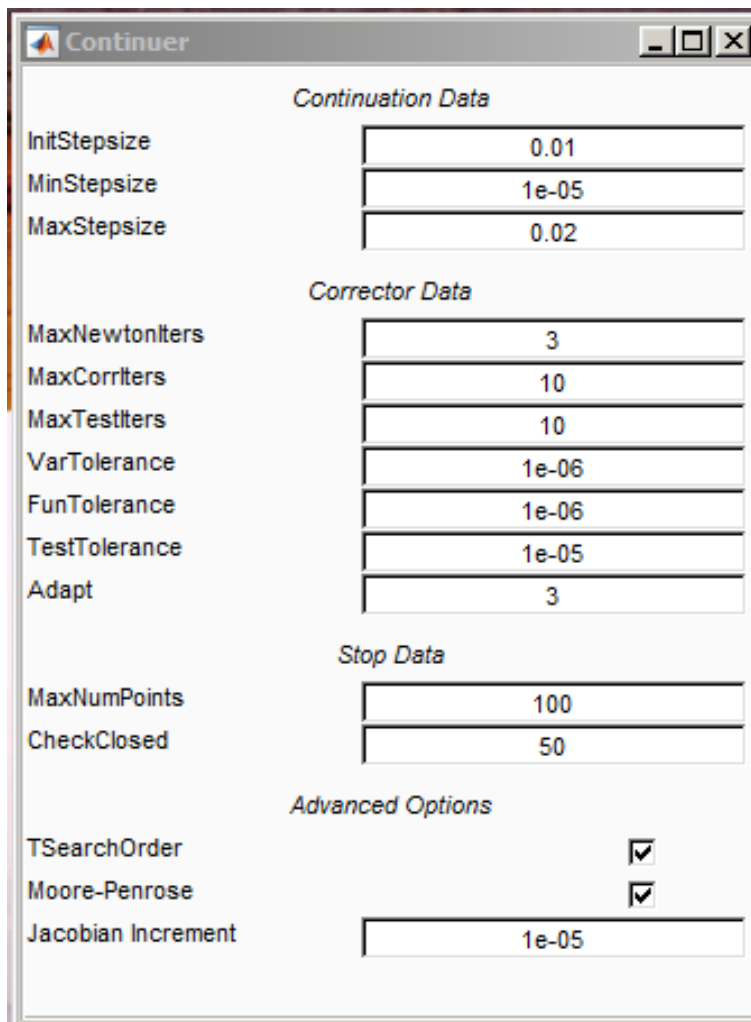 Continuer
Continuation Data
InitStepsize 0.01
MinStepsize 1e-05
MaxStepsize 0.02
Corrector Data
MaxNewtonIters 3
MaxCorrIters 10
MaxTestIters 10
VarTolerance 1e-06
FunTolerance 1e-06
TestTolerance 1e-05
Adapt 3
Stop Data
MaxNumPoints 100
CheckClosed 50
Advanced Options
TSearchOrder
Moore-Penrose
Jacobian Increment 1e-05